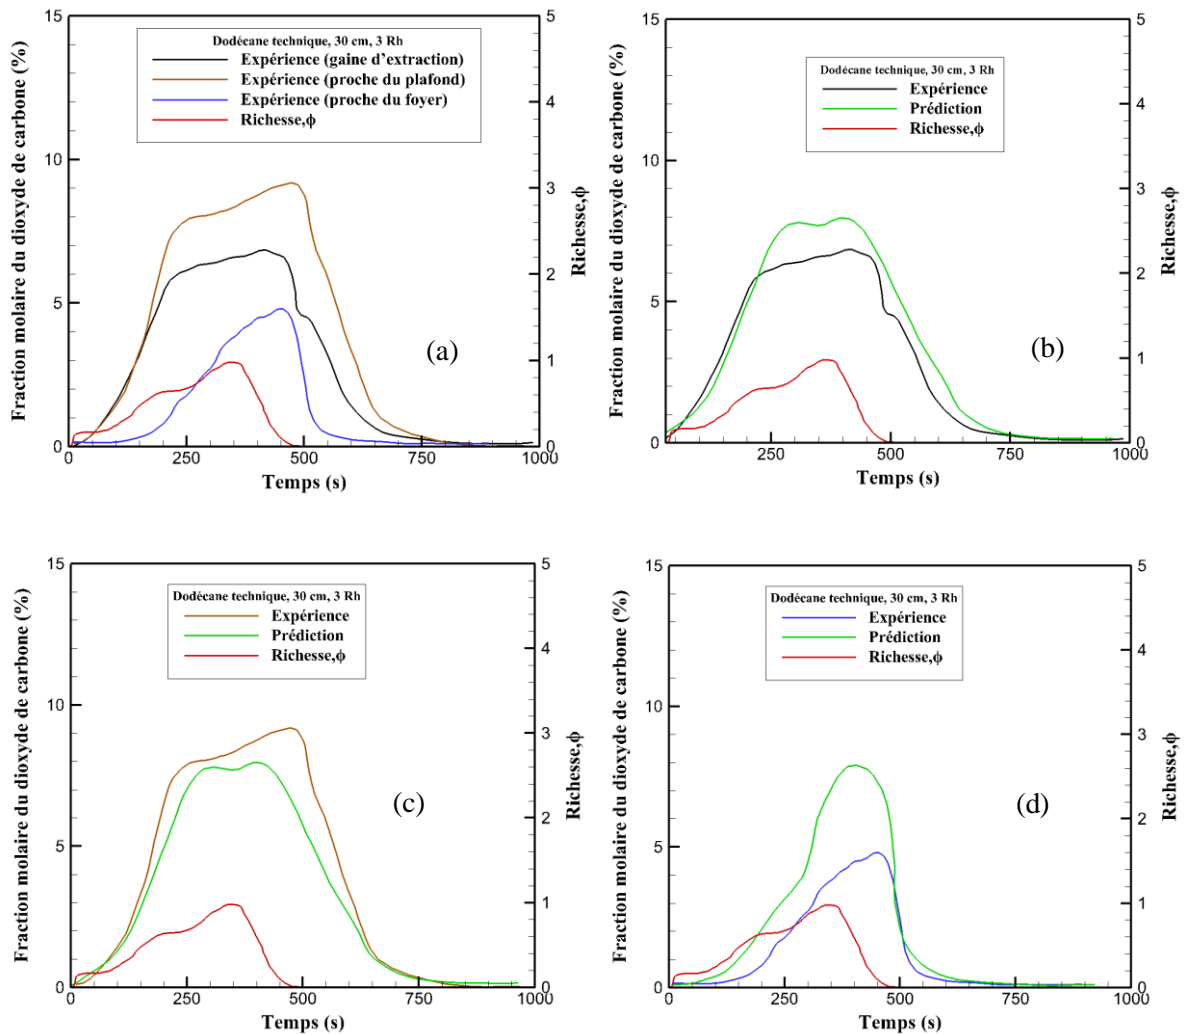 Fraction molaire du dioxyde de carbone (%)
15
10
5
0
Dodécane technique, 30 cm, 3 Rh
Expérience (gaine d'extraction)
Expérience (proche du plafond)
Expérience (proche du foyer)
Richesse,ϕ
(a)
5
4
3
2
1
0
Richesse,ϕ
0 250 500 750 1000
Temps (s)
Fraction molaire du dioxyde de carbone (%)
15
10
5
0
Dodécane technique, 30 cm, 3 Rh
Expérience
Prédiction
Richesse,ϕ
(b)
5
4
3
2
1
0
Richesse,ϕ
250 500 750 1000
Temps (s)
Fraction molaire du dioxyde de carbone (%)
15
10
5
0
Dodécane technique, 30 cm, 3 Rh
Expérience
Prédiction
Richesse,ϕ
(c)
5
4
3
2
1
0
Richesse,ϕ
0 250 500 750 1000
Temps (s)
Fraction molaire du dioxyde de carbone (%)
15
10
5
0
Dodécane technique, 30 cm, 3 Rh
Expérience
Prédiction
Richesse,ϕ
(d)
5
4
3
2
1
0
Richesse,ϕ
0 250 500 750 1000
Temps (s)